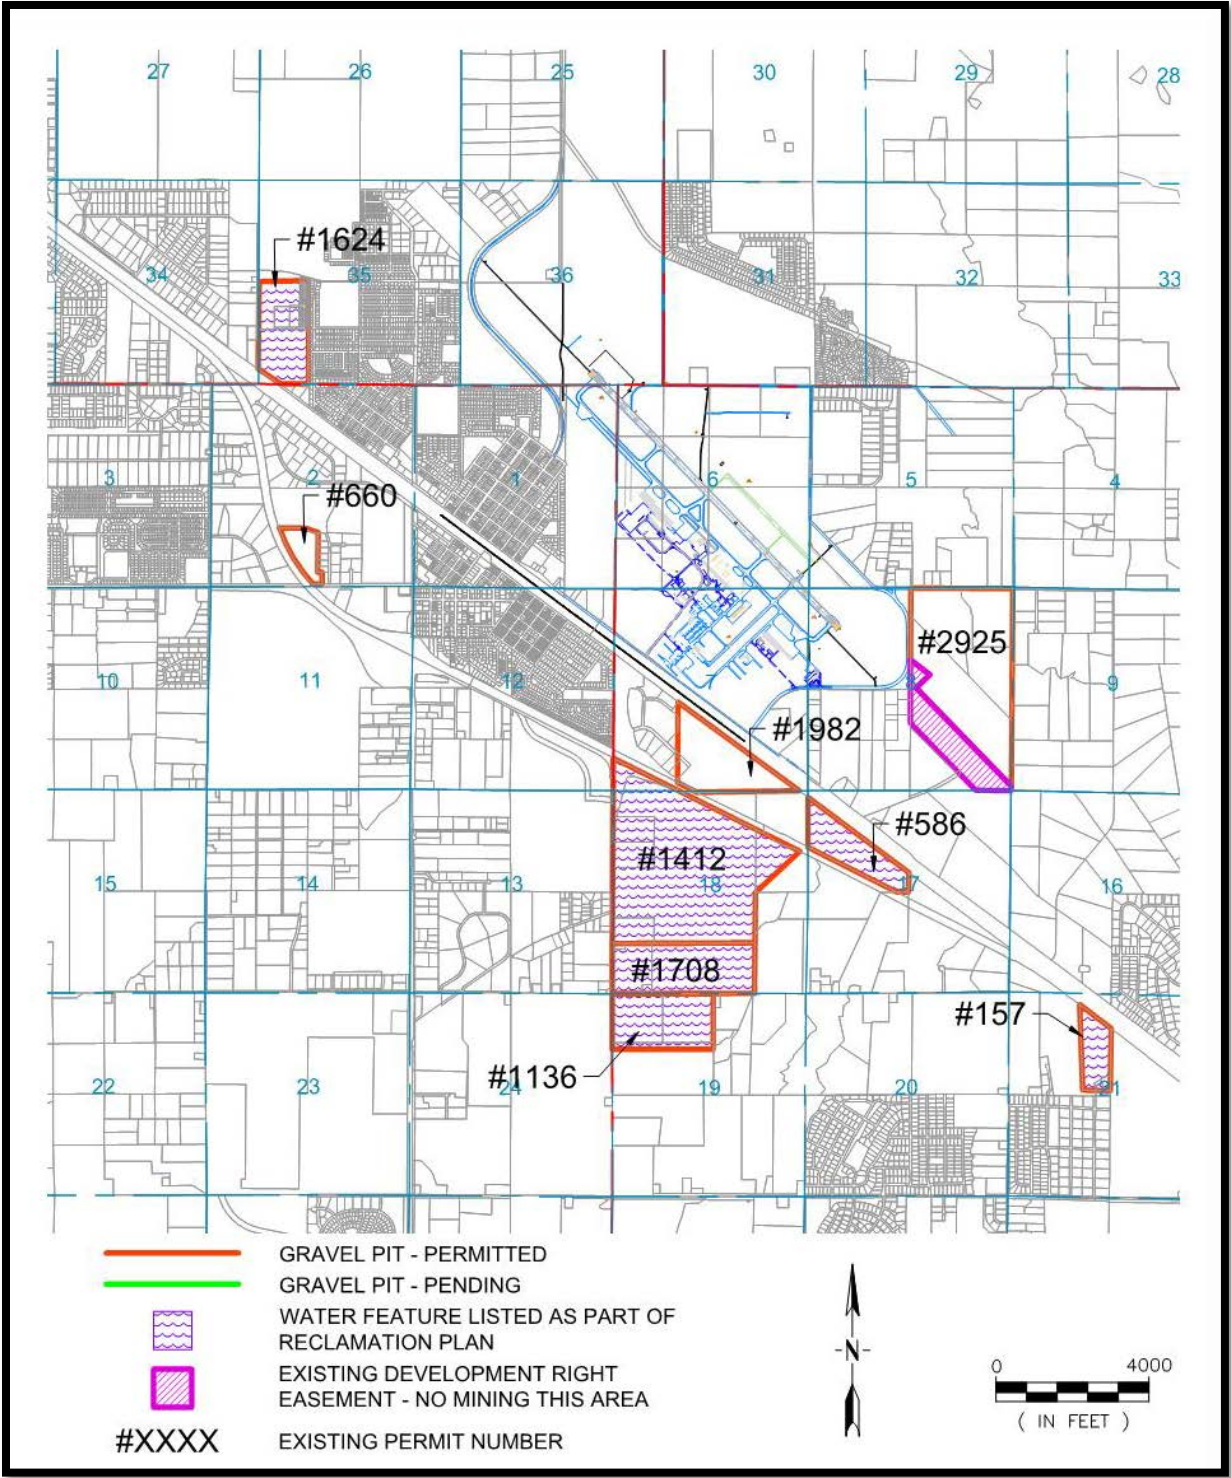 27 26 25 30 29 28
#1624
34 35 36 31 32 33
3 2 1 6 5 4
#660
#2925
10 11 12 7 8 9
#1982
#586
#1412
15 14 13 18 17 16
#1708
#157
#1136
22 23 24 19 20 21
GRAVEL PIT - PERMITTED
GRAVEL PIT - PENDING
WATER FEATURE LISTED AS PART OF
RECLAMATION PLAN
EXISTING DEVELOPMENT RIGHT
EASEMENT - NO MINING THIS AREA
#XXXX EXISTING PERMIT NUMBER
-N-
0 4000
( IN FEET )